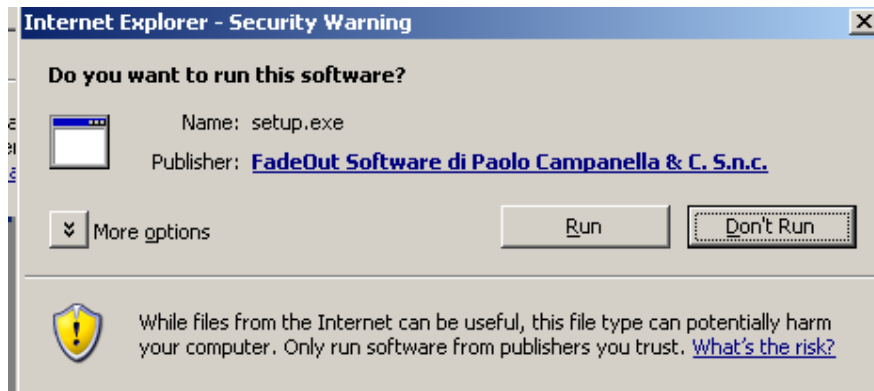 Internet Explorer - Security Warning
Do you want to run this software?
Name: setup.exe
Publisher: FadeOut Software di Paolo Campanella & C. S.n.c.
More options
Run
Don't Run
While files from the Internet can be useful, this file type can potentially harm
your computer. Only run software from publishers you trust. What's the risk?